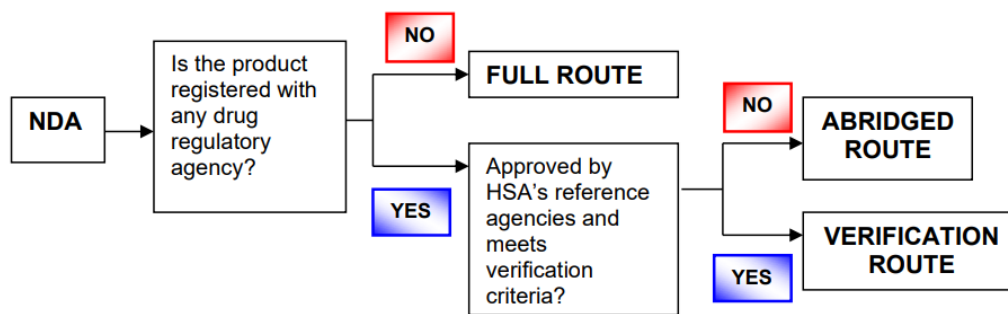 NDA
Is the product
registered with
any drug
regulatory
agency?
NO
FULL ROUTE
YES
Approved by
HSA's reference
agencies and
meets
verification
criteria?
NO
ABRIDGED
ROUTE
YES
VERIFICATION
ROUTE